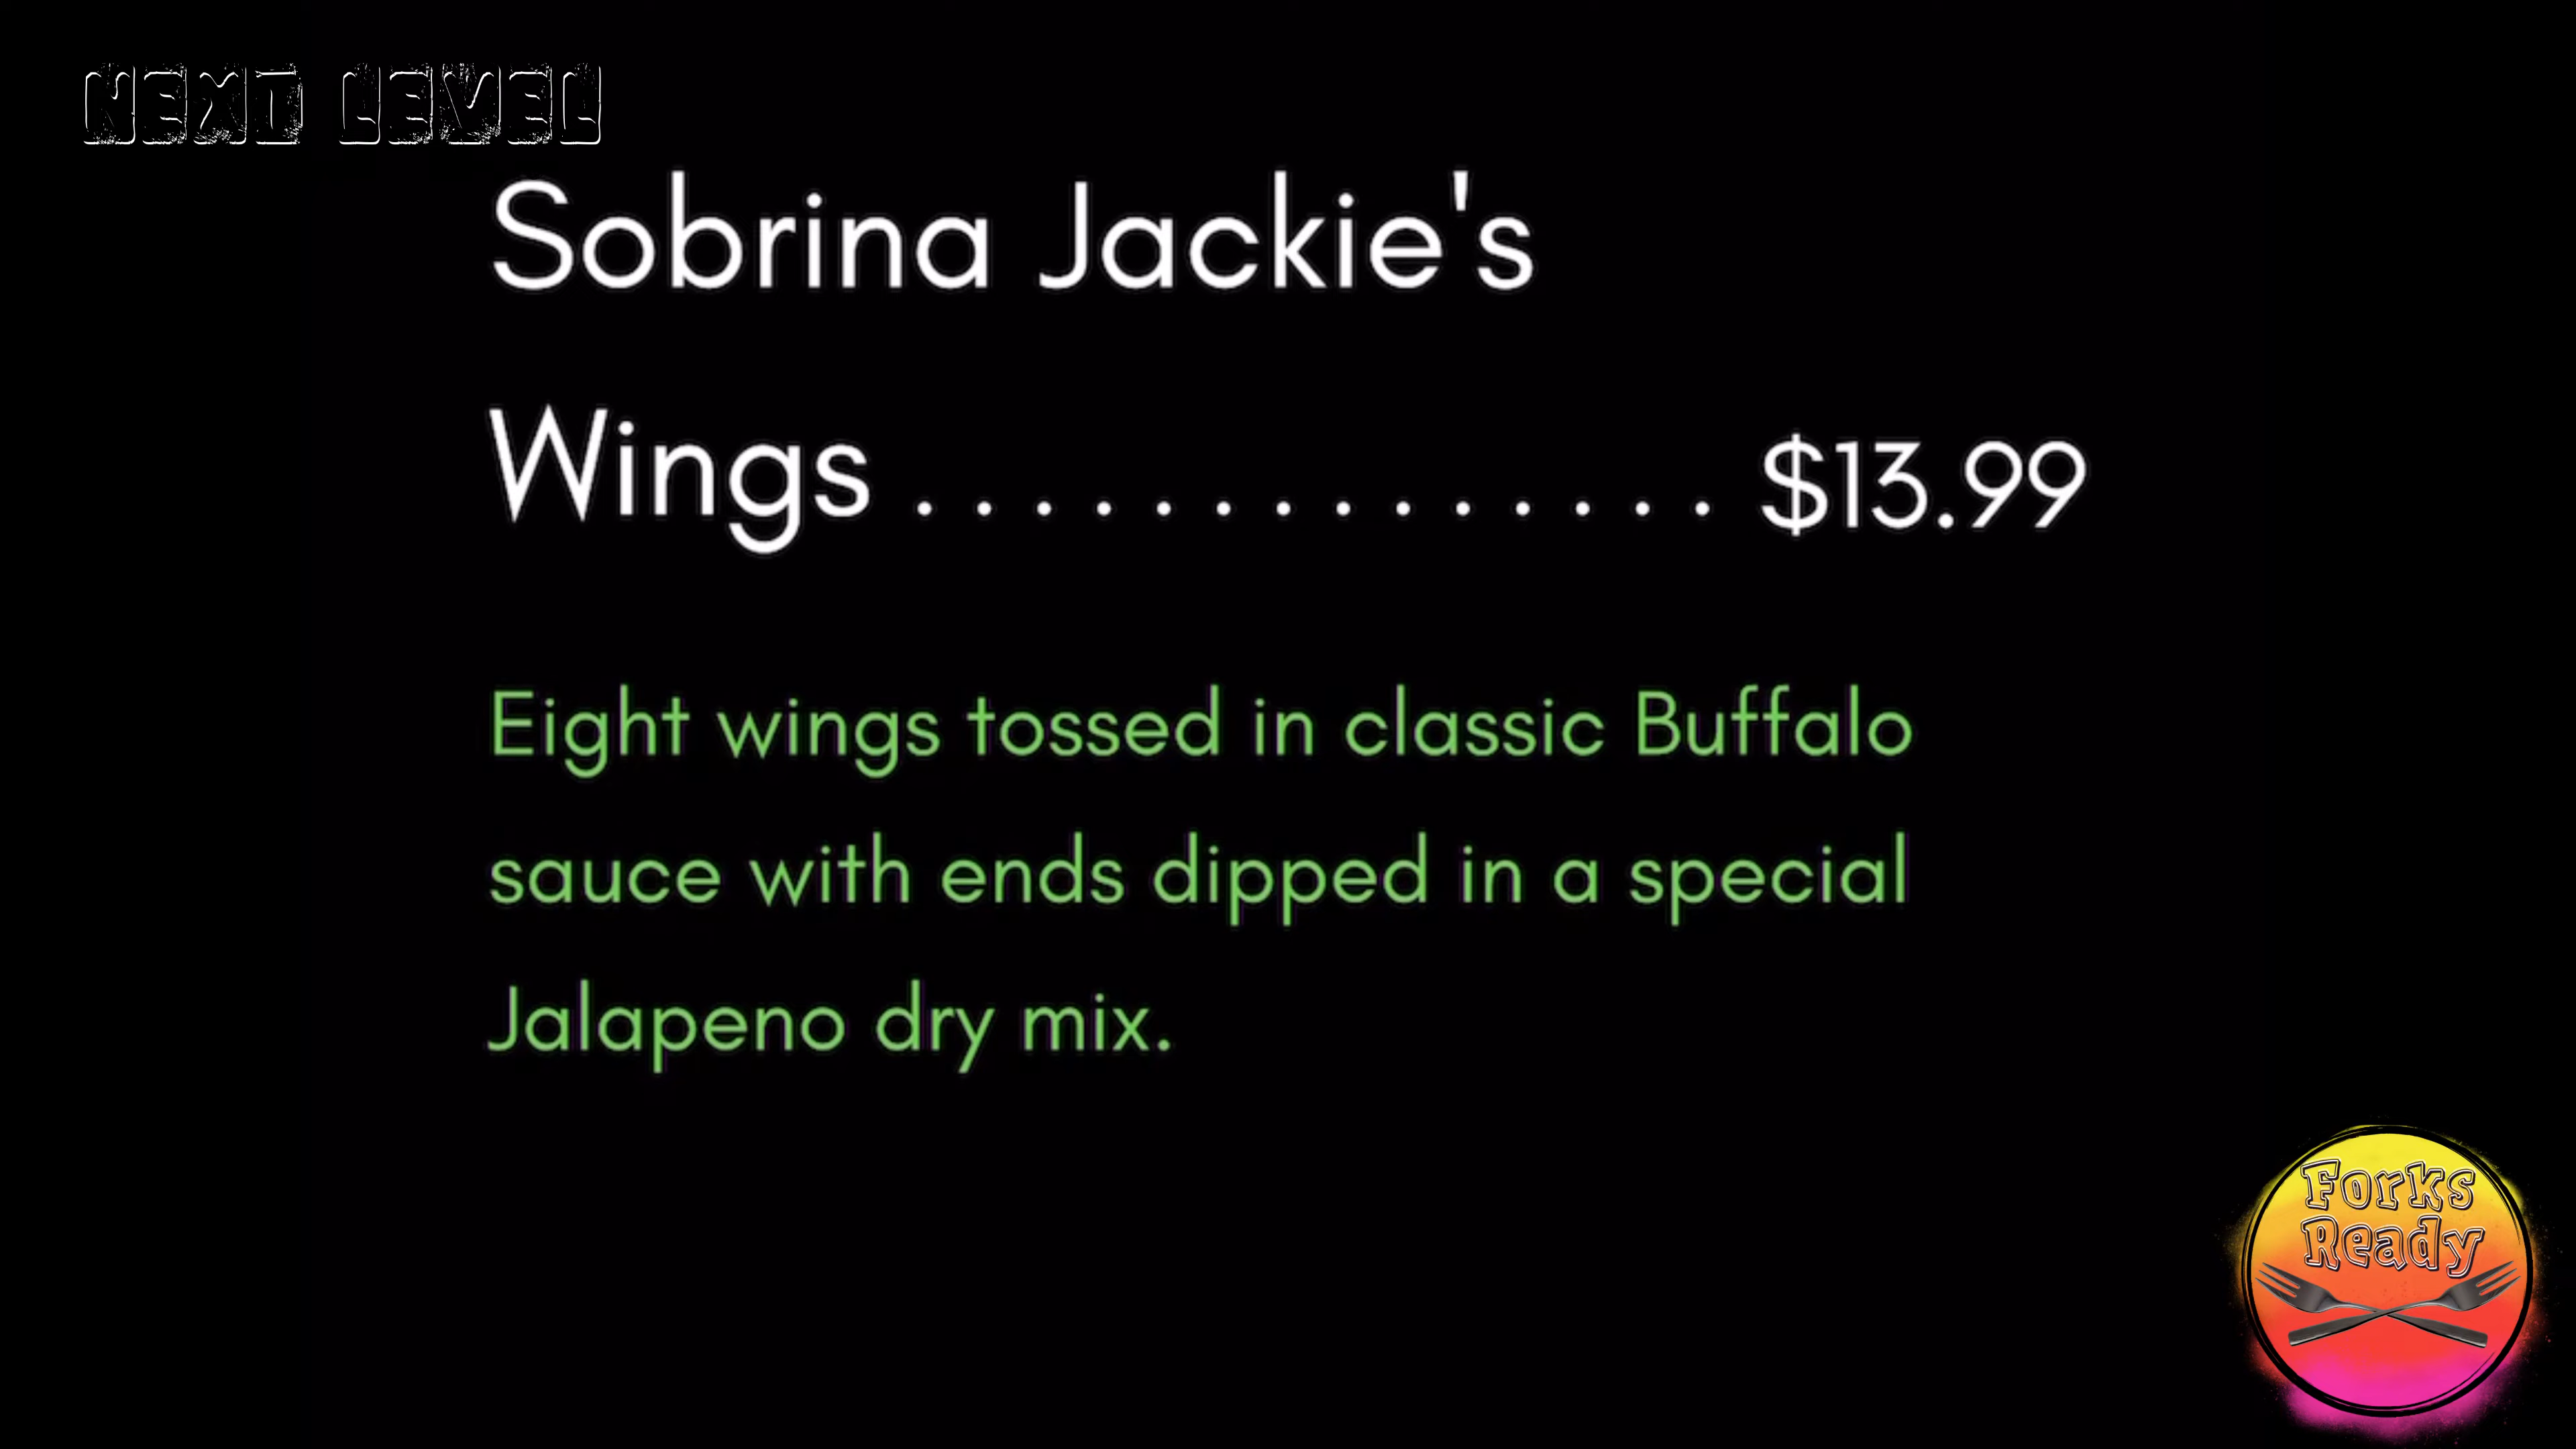 NEXT LEVEL
Sobrina Jackie's
Wings . . . . . . . . . . . . . . $13.99
Eight wings tossed in classic Buffalo
sauce with ends dipped in a special
Jalapeno dry mix.
Forks
Ready